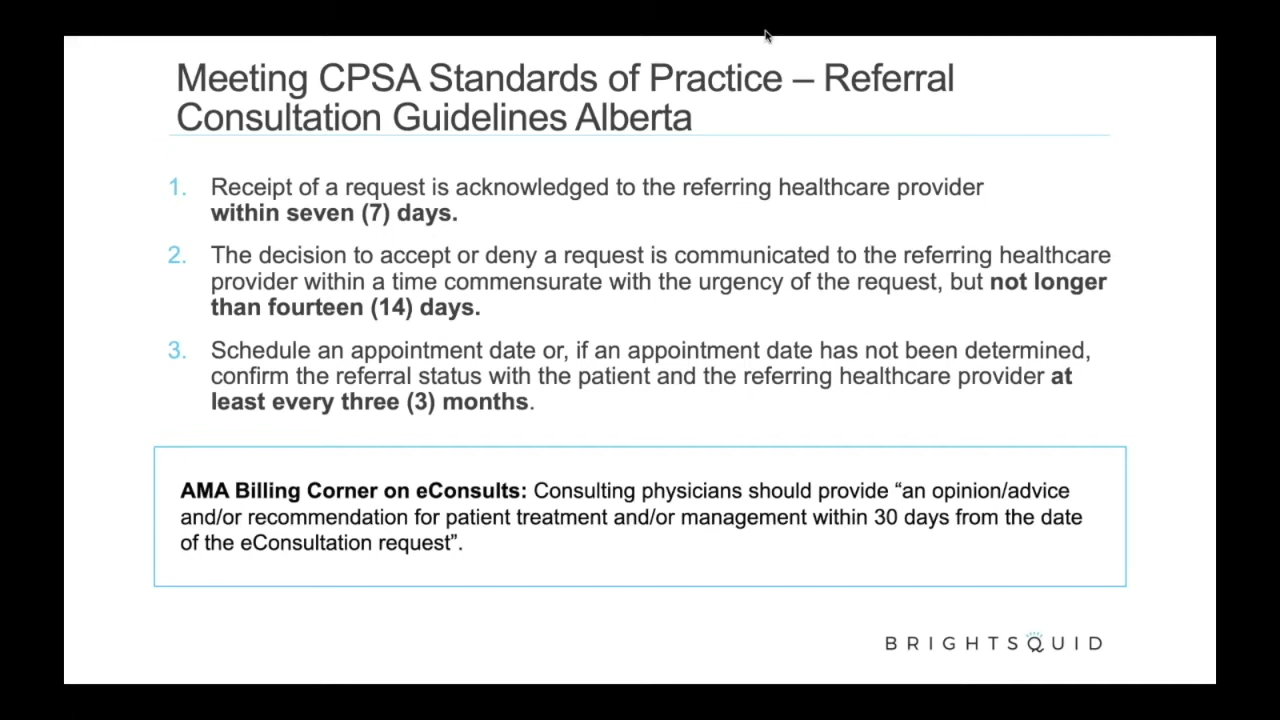 Meeting CPSA Standards of Practice – Referral
Consultation Guidelines Alberta
1. Receipt of a request is acknowledged to the referring healthcare provider
within seven (7) days.
2. The decision to accept or deny a request is communicated to the referring healthcare
provider within a time commensurate with the urgency of the request, but not longer
than fourteen (14) days.
3. Schedule an appointment date or, if an appointment date has not been determined,
confirm the referral status with the patient and the referring healthcare provider at
least every three (3) months.
AMA Billing Corner on eConsults: Consulting physicians should provide “an opinion/advice
and/or recommendation for patient treatment and/or management within 30 days from the date
of the eConsultation request”.
BRIGHTSQUID